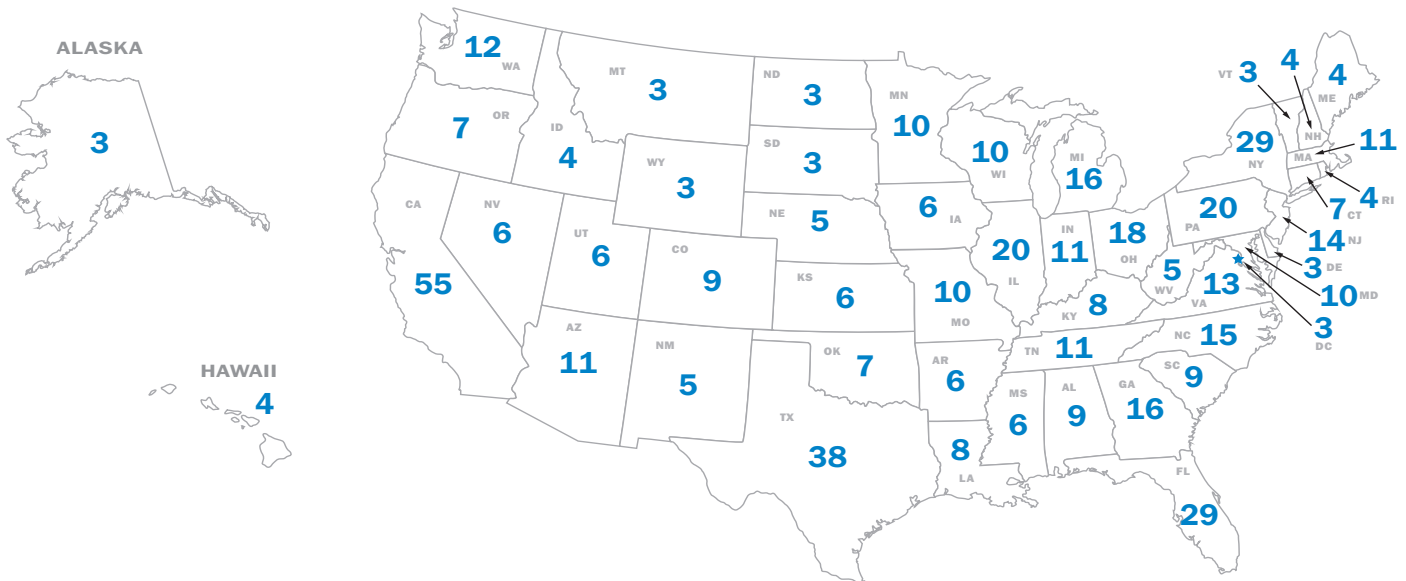 ALASKA
3
HAWAII
4
12
WA
OR
7
CA
55
NV
6
ID
4
MT
3
WY
3
UT
6
CO
9
AZ
11
NM
5
ND
3
SD
3
NE
5
KS
6
OK
7
TX
38
MN
10
6
IA
10
MO
AR
6
8
LA
10
WI
20
IL
MI
16
IN
11
18
OH
8
KY
TN
11
MS
6
AL
9
GA
16
FL
29
SC
9
NC
15
13
VA
5
WV
20
PA
29
NY
VT
3
4
NH
4
ME
MA
11
4
RI
7
CT
14
NJ
3
DE
10
MD
3
DC